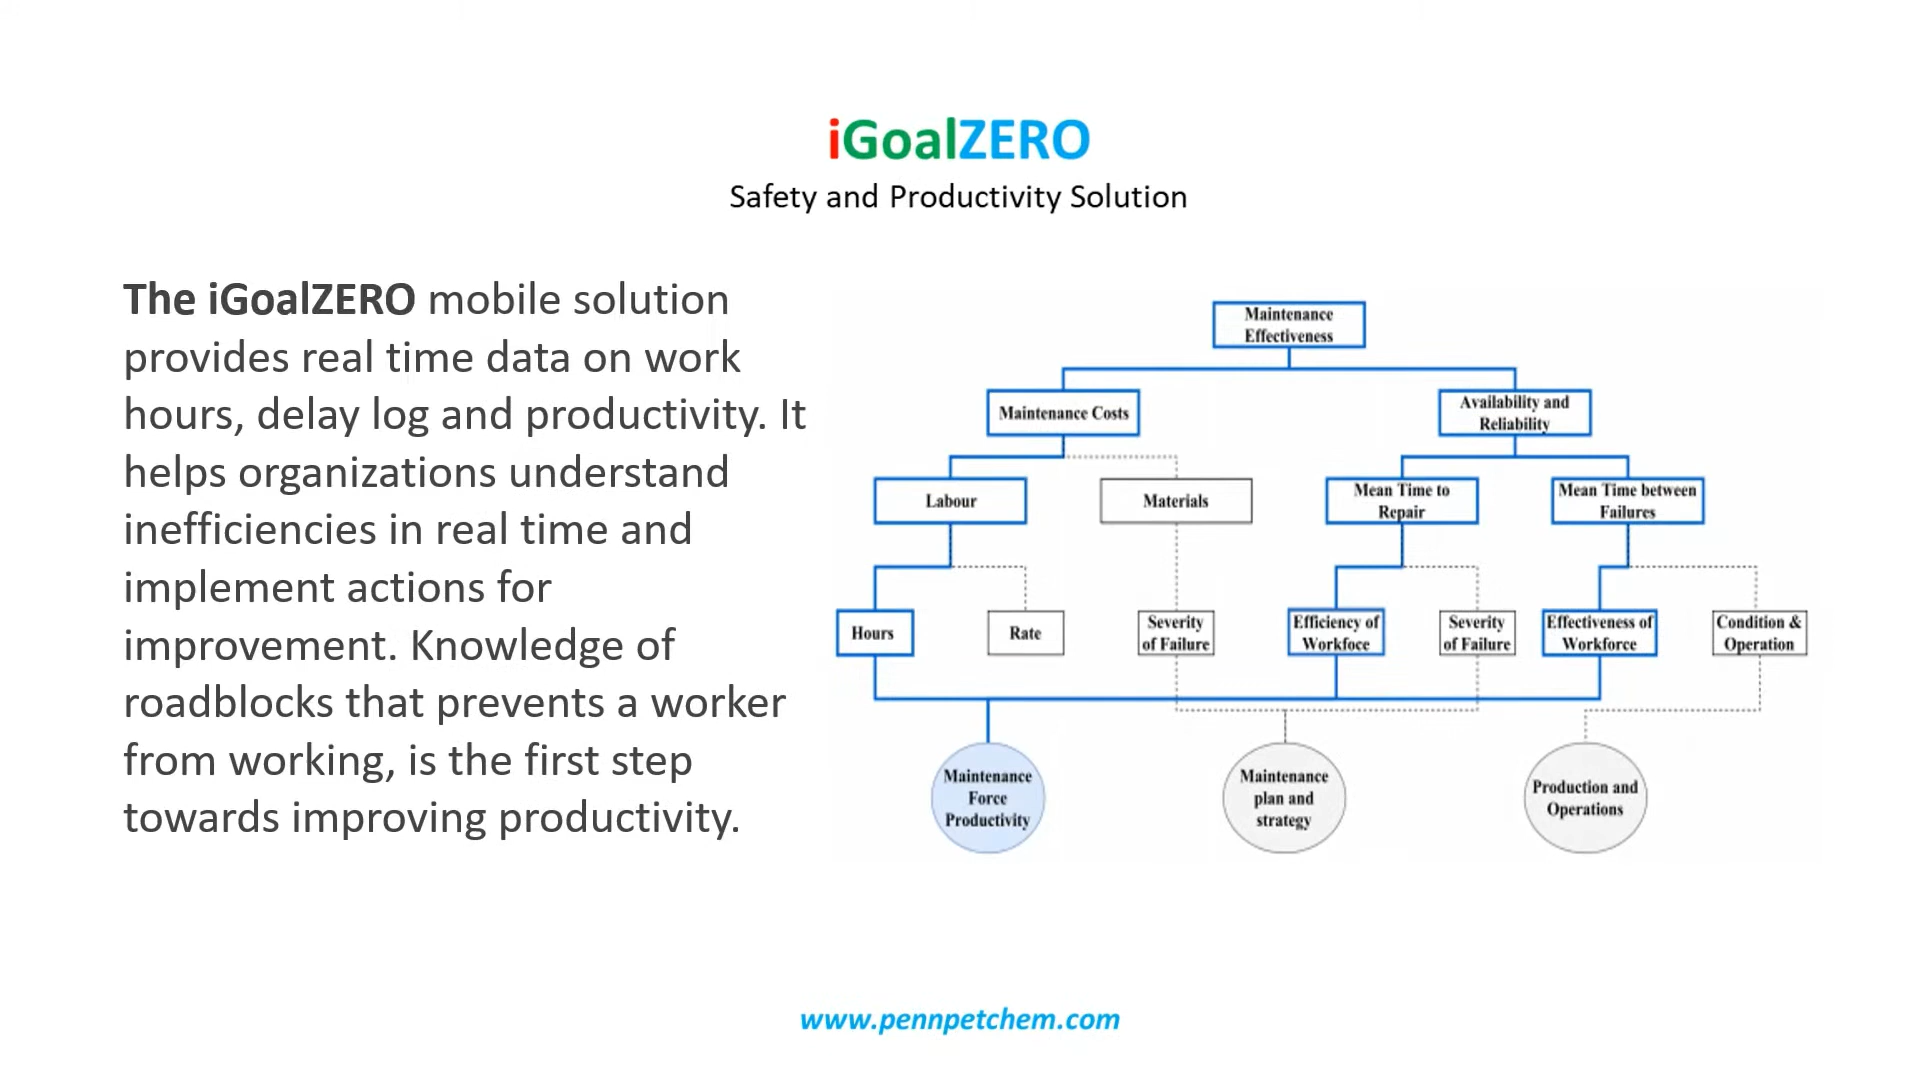 iGoalZERO
Safety and Productivity Solution
The iGoalZERO mobile solution
provides real time data on work
hours, delay log and productivity. It
helps organizations understand
inefficiencies in real time and
implement actions for
improvement. Knowledge of
roadblocks that prevents a worker
from working, is the first step
towards improving productivity.
Maintenance
Effectiveness
Maintenance Costs
Availability and
Reliability
Labour
Materials
Mean Time to
Repair
Mean Time between
Failures
Hours
Rate
Severity
of Failure
Efficiency of
Workfoce
Severity
of Failure
Effectiveness of
Workforce
Condition &
Operation
Maintenance
Force
Productivity
Maintenance
plan and
strategy
Production and
Operations
www.pennpetchem.com